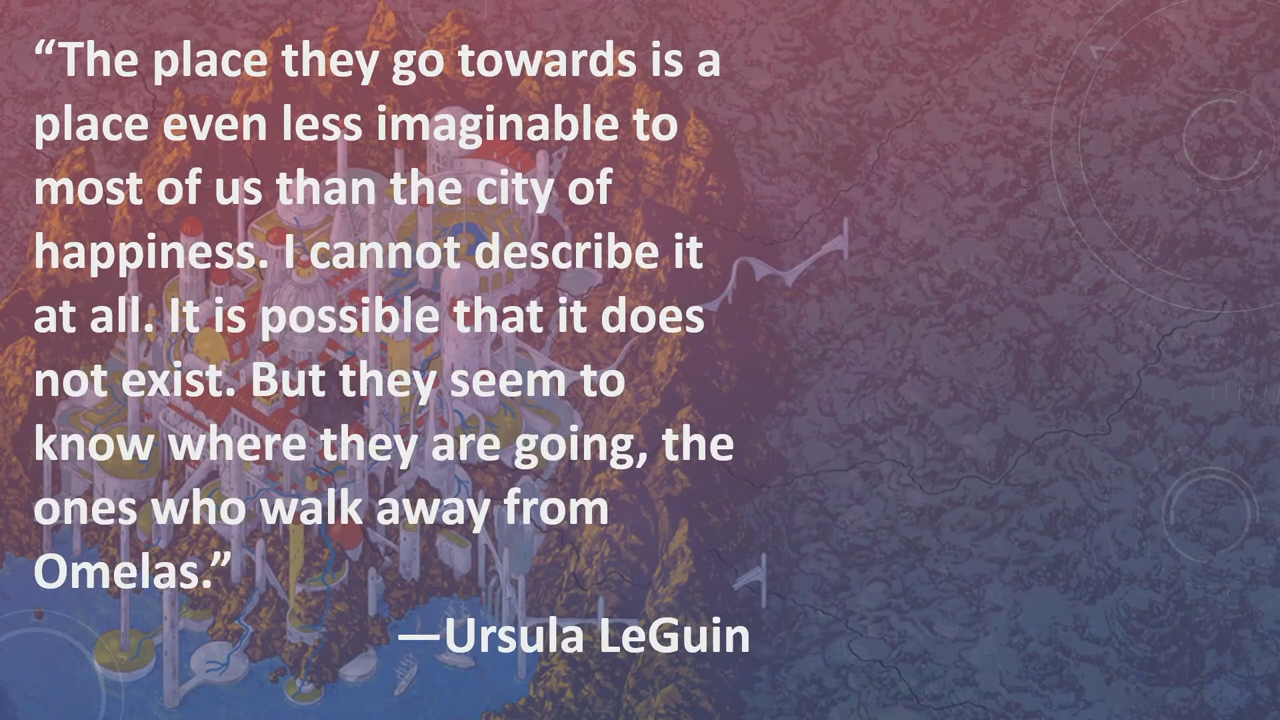 “The place they go towards is a
place even less imaginable to
most of us than the city of
happiness. I cannot describe it
at all. It is possible that it does
not exist. But they seem to
know where they are going, the
ones who walk away from
Omelas.”
—Ursula LeGuin